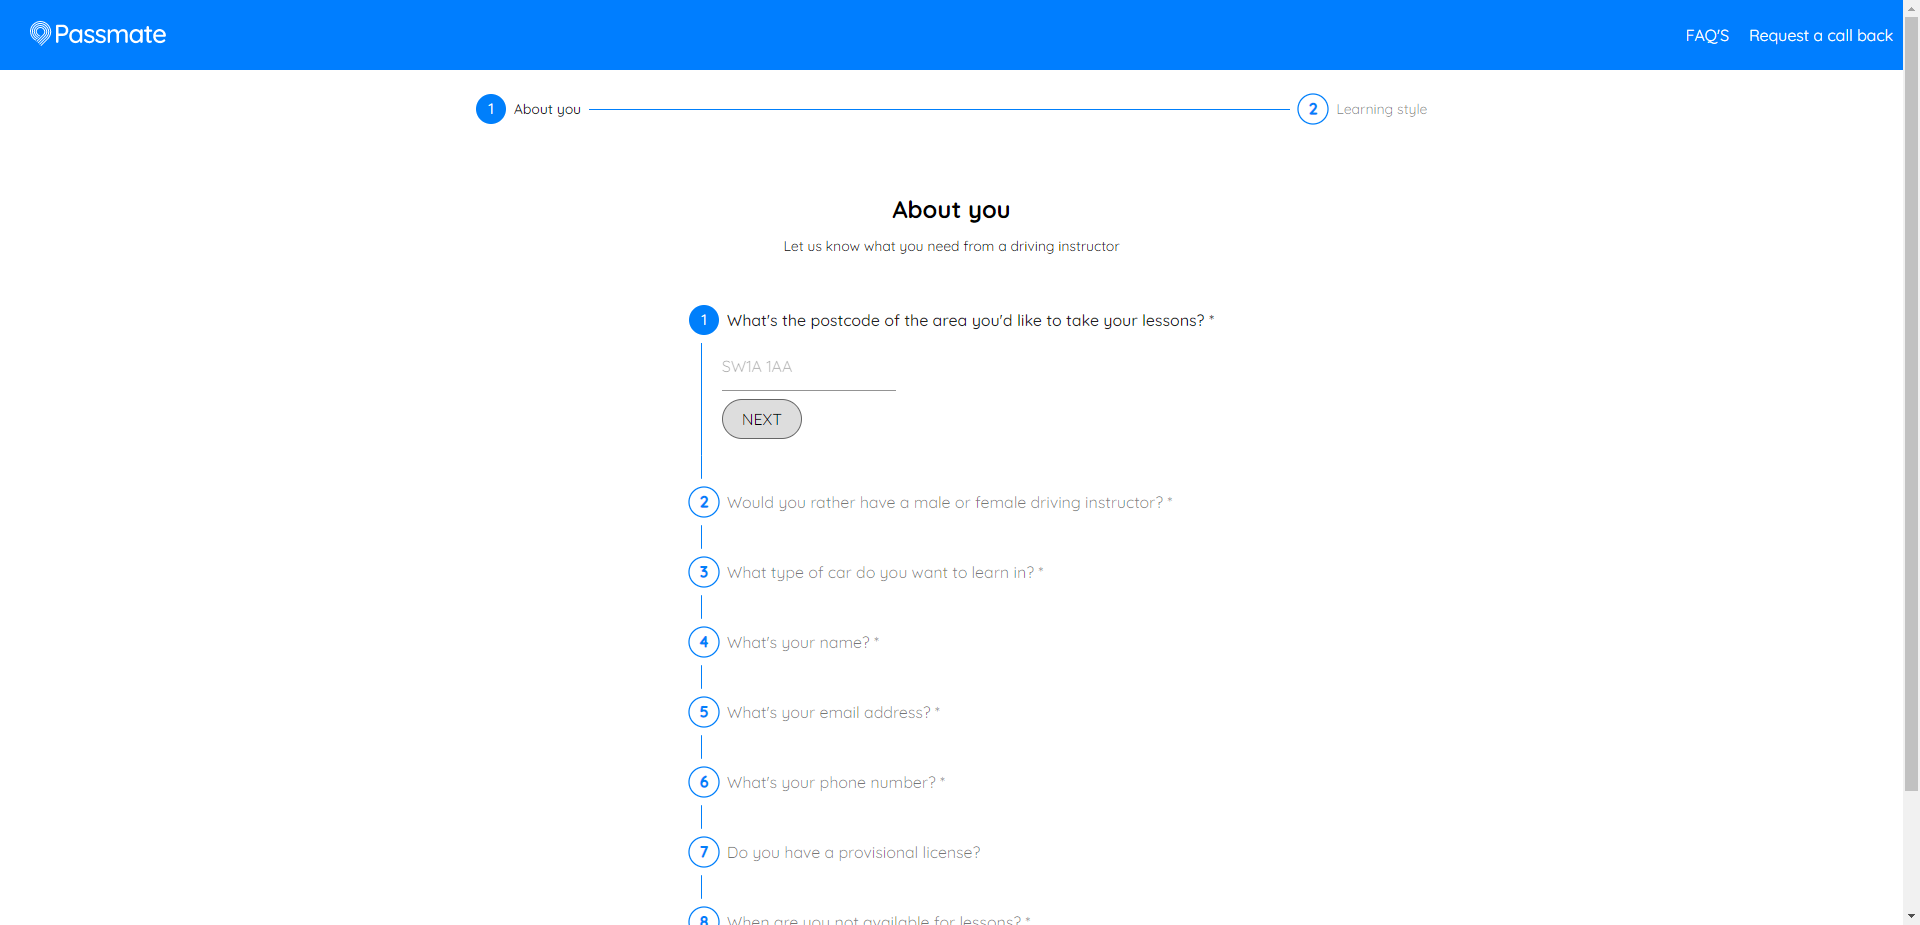 Passmate
FAQ'S Request a call back
1 About you 2 Learning style
About you
Let us know what you need from a driving instructor
1 What's the postcode of the area you'd like to take your lessons? *
SW1A 1AA
NEXT
2 Would you rather have a male or female driving instructor? *
3 What type of car do you want to learn in? *
4 What's your name? *
5 What's your email address? *
6 What's your phone number? *
7 Do you have a provisional license?
8 When are you not available for lessons? *